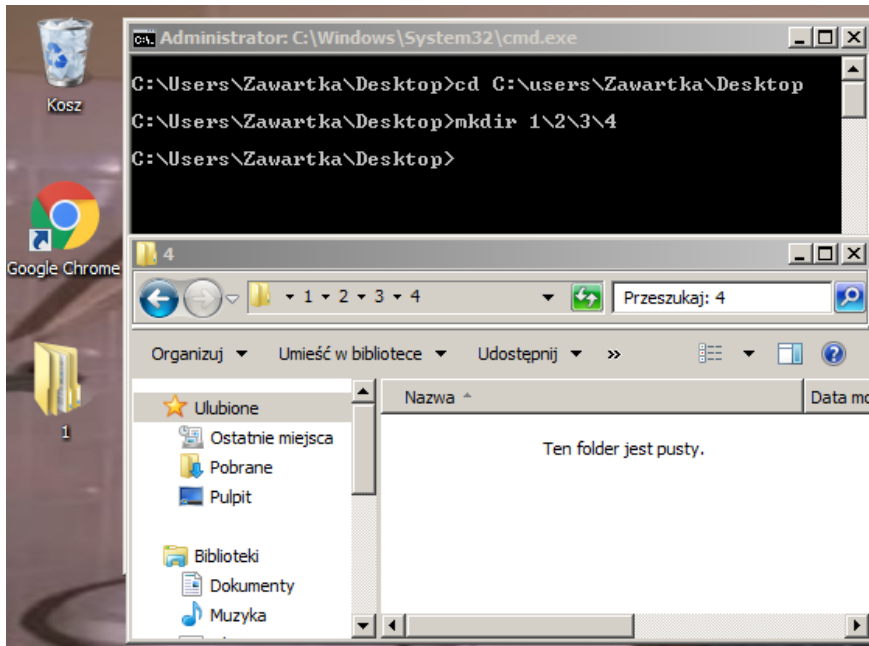 Kosz
Google Chrome
1
Administrator: C:\Windows\System32\cmd.exe
C:\Users\Zawartka\Desktop>cd C:\users\Zawartka\Desktop
C:\Users\Zawartka\Desktop>mkdir 1\2\3\4
C:\Users\Zawartka\Desktop>
4
1 2 3 4
Przeszukaj: 4
Organizuj Umieść w bibliotece Udostępnij »
Ulubione
Ostatnie miejsca
Pobrane
Pulpit
Biblioteki
Dokumenty
Muzyka
Nazwa
Data mo
Ten folder jest pusty.